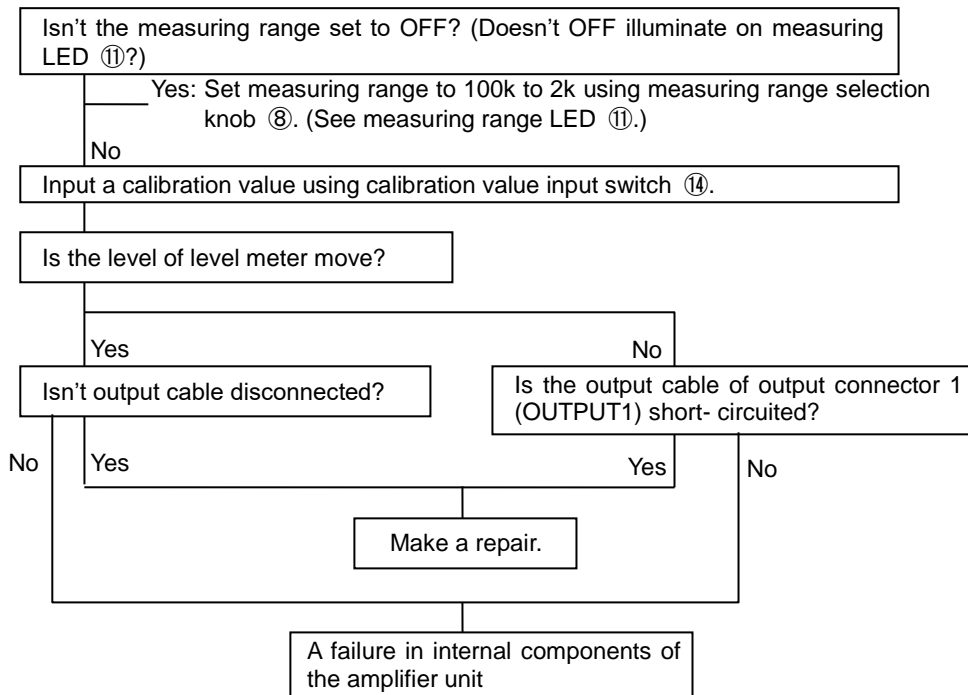 Isn’t the measuring range set to OFF? (Doesn’t OFF illuminate on measuring
LED ⑪?)
Yes: Set measuring range to 100k to 2k using measuring range selection
knob ⑧. (See measuring range LED ⑪.)
No
Input a calibration value using calibration value input switch ⑭.
Is the level of level meter move?
Yes
No
Isn’t output cable disconnected?
Is the output cable of output connector 1
(OUTPUT1) short- circuited?
No
Yes
Yes
No
Make a repair.
A failure in internal components of
the amplifier unit